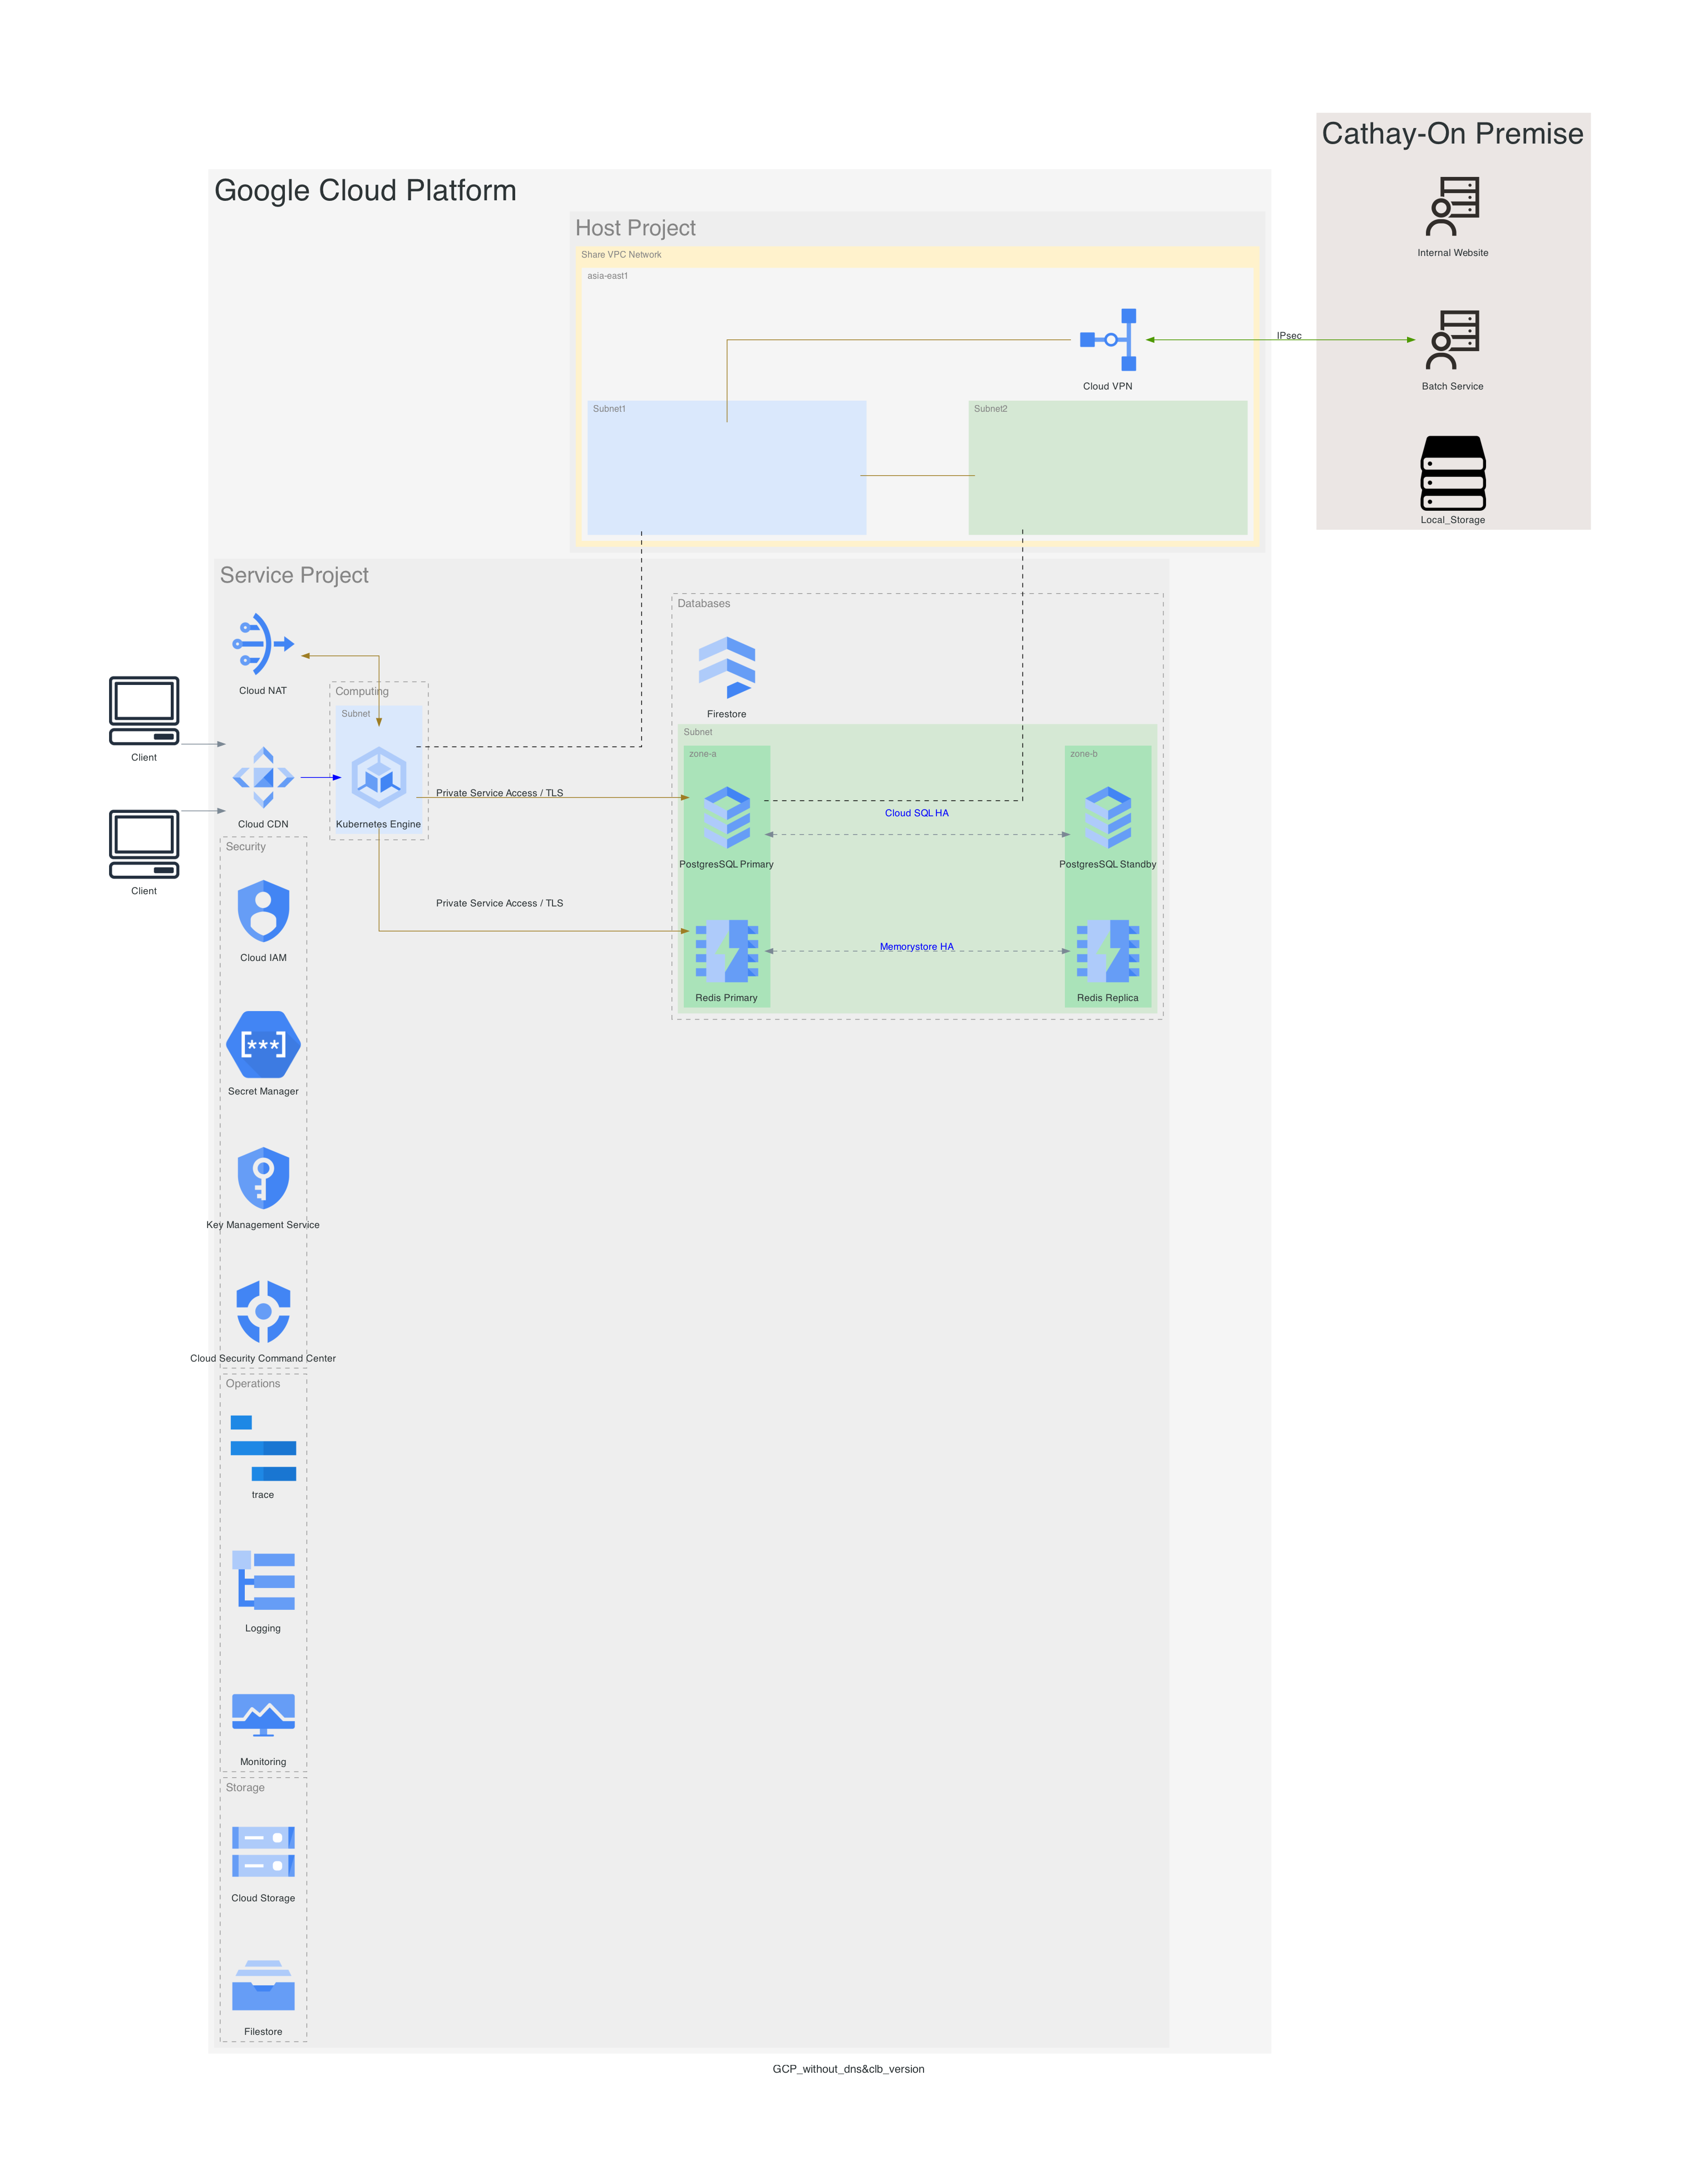 Cathay-On Premise
Internal Website
Batch Service
Local_Storage
IPsec
Google Cloud Platform
Host Project
Share VPC Network
asia-east1
Cloud VPN
Subnet1
Subnet2
Service Project
Cloud NAT
Client
Cloud CDN
Client
Computing
Subnet
Kubernetes Engine
Private Service Access / TLS
Private Service Access / TLS
Databases
Firestore
Subnet
zone-a
zone-b
Cloud SQL HA
PostgresSQL Primary
PostgresSQL Standby
Memorystore HA
Redis Primary
Redis Replica
Security
Cloud IAM
[***]
Secret Manager
Key Management Service
Cloud Security Command Center
Operations
trace
Logging
Monitoring
Storage
Cloud Storage
Filestore
GCP_without_dns&clb_version